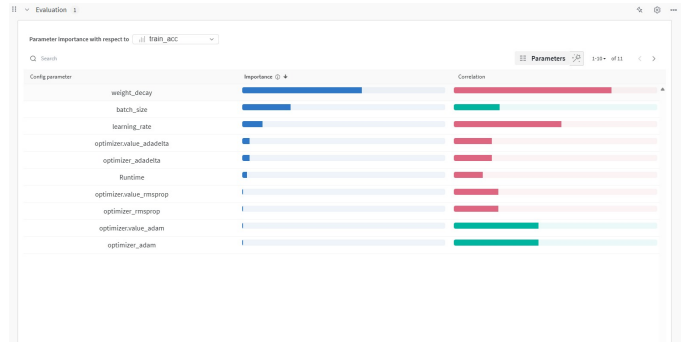 Evaluation 1
Parameter importance with respect to train_acc
Search Parameters 1-10 of 11
Config parameter Importance Correlation
weight_decay
batch_size
learning_rate
optimizer.value_adadelta
optimizer_adadelta
Runtime
optimizer.value_rmsprop
optimizer_rmsprop
optimizer.value_adam
optimizer_adam